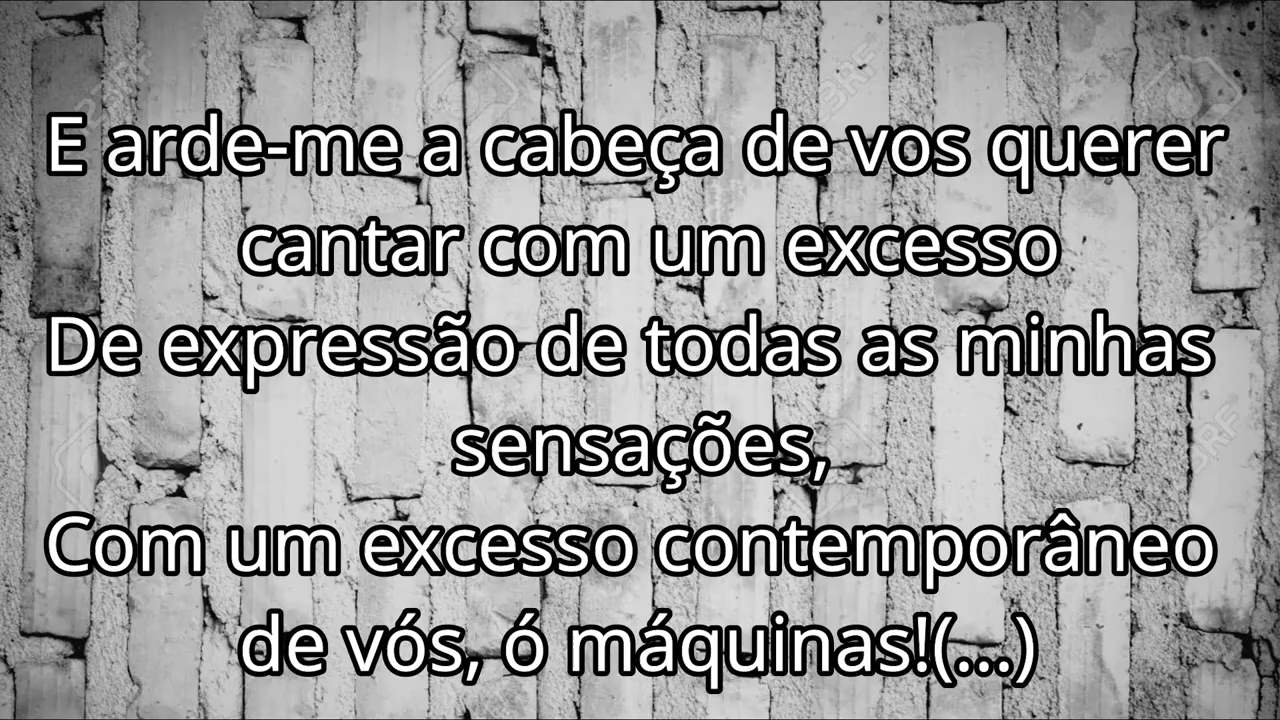 E arde-me a cabeça de vos querer
cantar com um excesso
De expressão de todas as minhas
sensações,
Com um excesso contemporâneo
de vós, ó máquinas!(...)